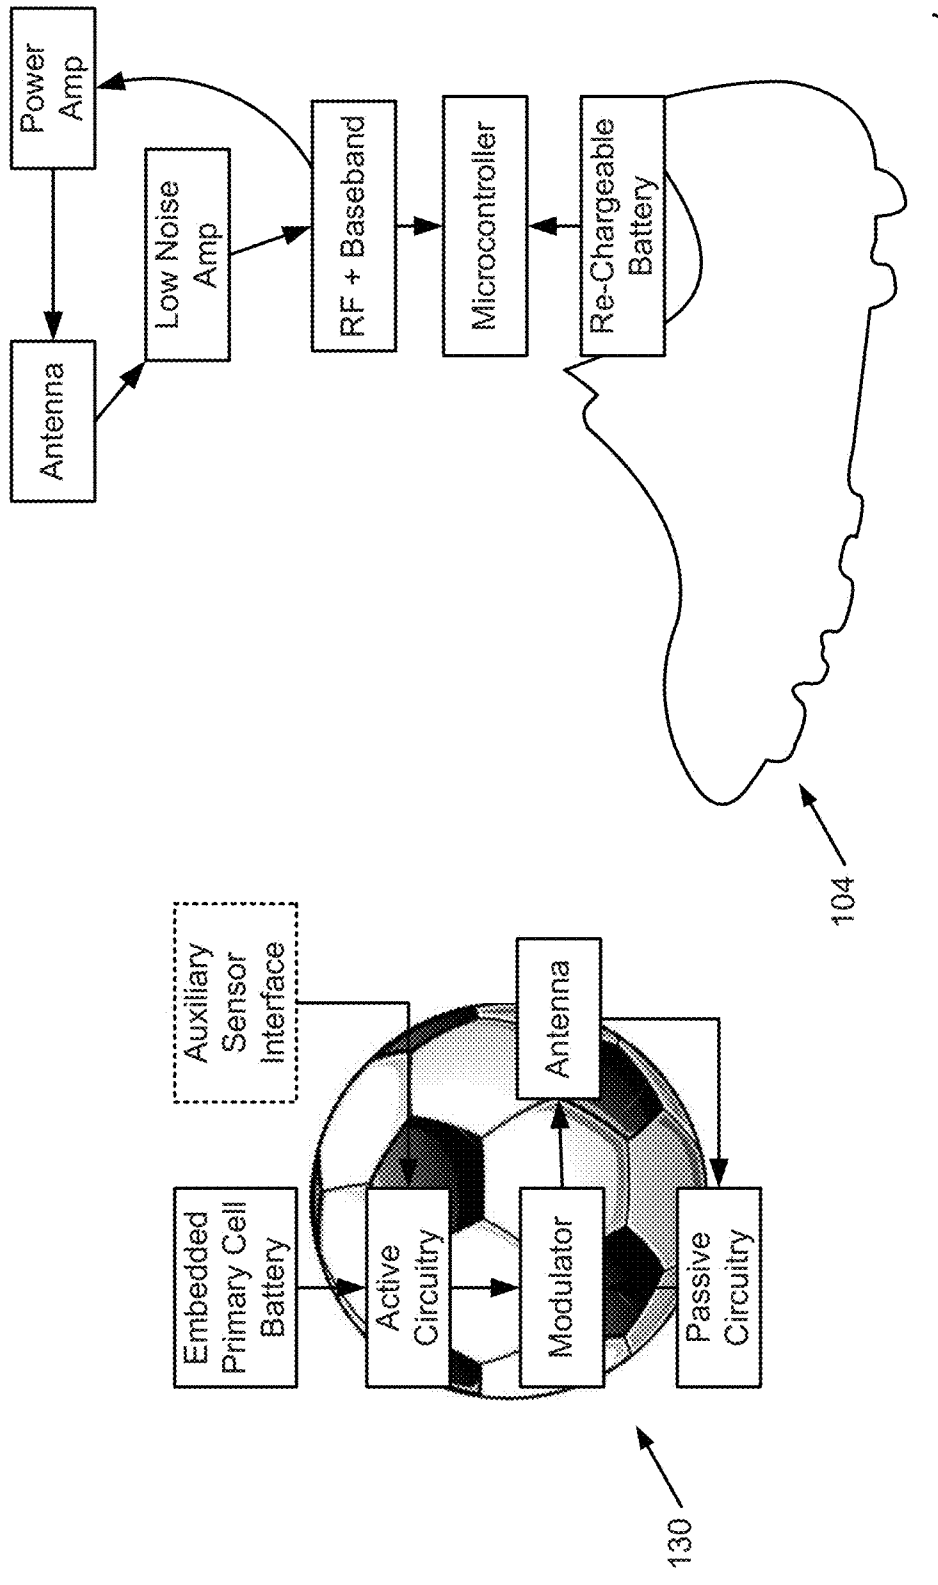 Power
Amp
Antenna
Low Noise
Amp
RF + Baseband
Microcontroller
Re-Chargeable
Battery
104
Auxiliary
Sensor
Interface
Embedded
Primary Cell
Battery
Active
Circuitry
Antenna
Modulator
Passive
Circuitry
130